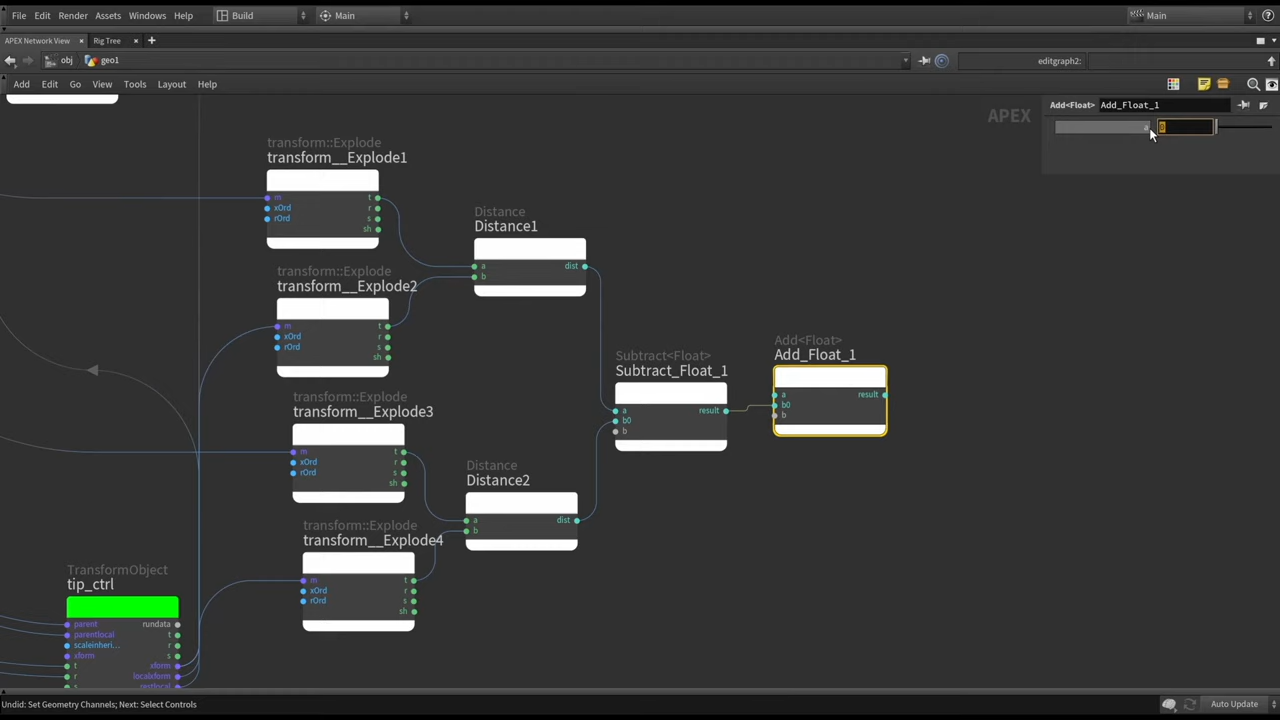 File Edit Render Assets Windows Help Build Main Main
APEX Network View Rig Tree
obj geo1 editgraph2:
Add Edit Go View Tools Layout Help
APEX
Add<Float> Add_Float_1
a 0
transform::Explode
transform__Explode1
m t
xOrd r
rOrd s
sh
Distance
Distance1
a dist
b
transform::Explode
transform__Explode2
m t
xOrd r
rOrd s
sh
Subtract<Float>
Subtract_Float_1
a result
b0
b
Add<Float>
Add_Float_1
a result
b0
b
transform::Explode
transform__Explode3
m t
xOrd r
rOrd s
sh
Distance
Distance2
a dist
b
transform::Explode
transform__Explode4
m t
xOrd r
rOrd s
sh
TransformObject
tip_ctrl
parent rundata
parentlocal t
scaleinheri... r
xform s
t xform
r localxform
s restlocal
Undid: Set Geometry Channels; Next: Select Controls
Auto Update